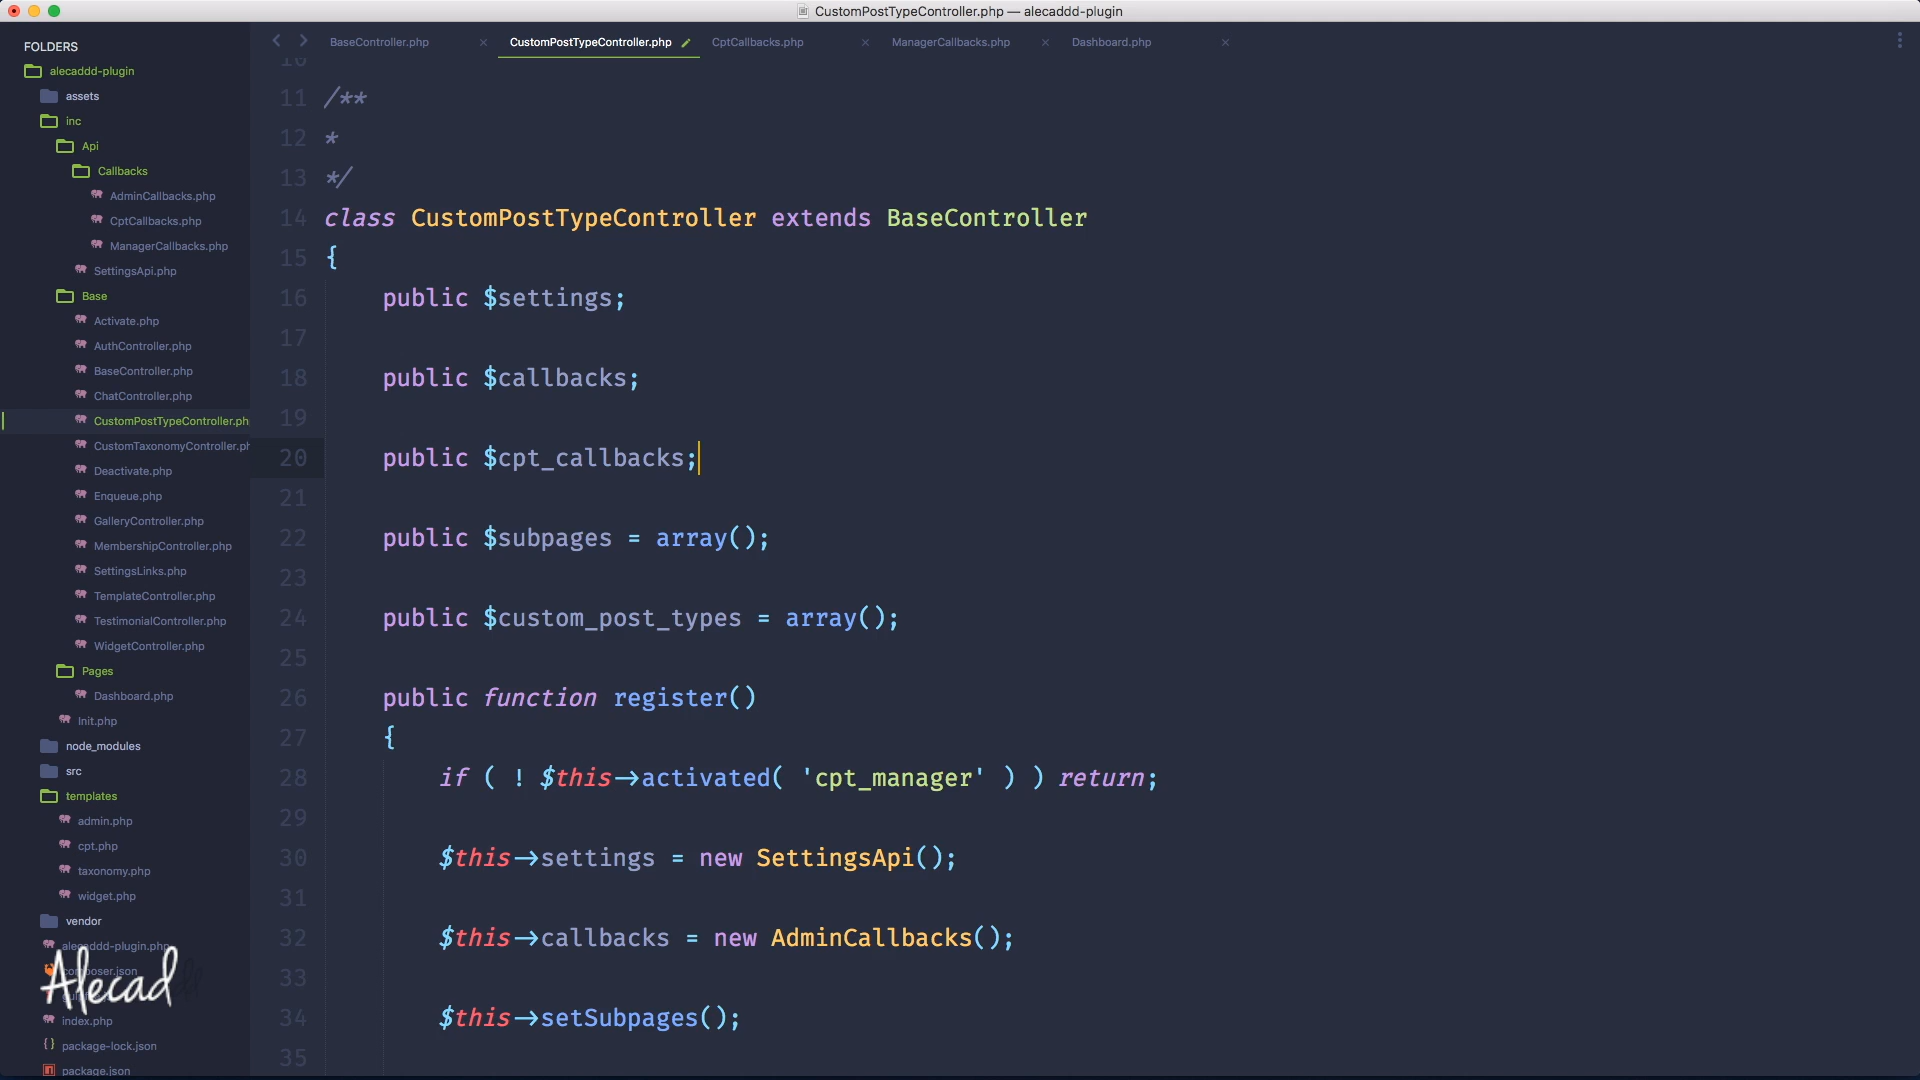 CustomPostTypeController.php — alecaddd-plugin
FOLDERS
alecaddd-plugin
assets
inc
Api
Callbacks
AdminCallbacks.php
CptCallbacks.php
ManagerCallbacks.php
SettingsApi.php
Base
Activate.php
AuthController.php
BaseController.php
ChatController.php
CustomPostTypeController.ph
CustomTaxonomyController.ph
Deactivate.php
Enqueue.php
GalleryController.php
MembershipController.php
SettingsLinks.php
TemplateController.php
TestimonialController.php
WidgetController.php
Pages
Dashboard.php
Init.php
node_modules
src
templates
admin.php
cpt.php
taxonomy.php
widget.php
vendor
alecaddd-plugin.php
composer.json
index.php
package-lock.json
package.json
Alecad
BaseController.php
CustomPostTypeController.php
CptCallbacks.php
ManagerCallbacks.php
Dashboard.php
10
11 /**
12 *
13 */
14 class CustomPostTypeController extends BaseController
15 {
16 public $settings;
17
18 public $callbacks;
19
20 public $cpt_callbacks;
21
22 public $subpages = array();
23
24 public $custom_post_types = array();
25
26 public function register()
27 {
28 if ( ! $this->activated( 'cpt_manager' ) ) return;
29
30 $this->settings = new SettingsApi();
31
32 $this->callbacks = new AdminCallbacks();
33
34 $this->setSubpages();
35